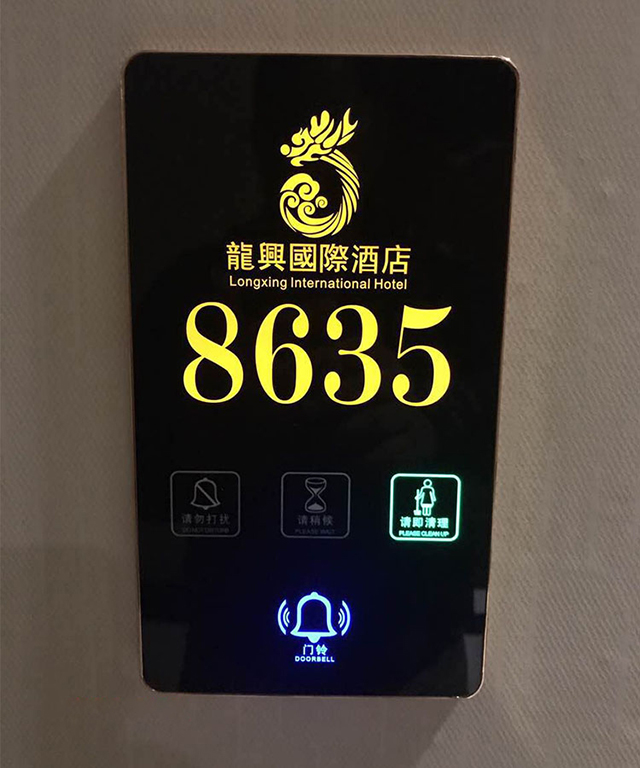 龍興國際酒店
Longxing International Hotel
8635
请勿打扰
DO NOT DISTURB
请稍候
PLEASE WAIT
请即清理
PLEASE CLEAN UP
门铃
DOORBELL